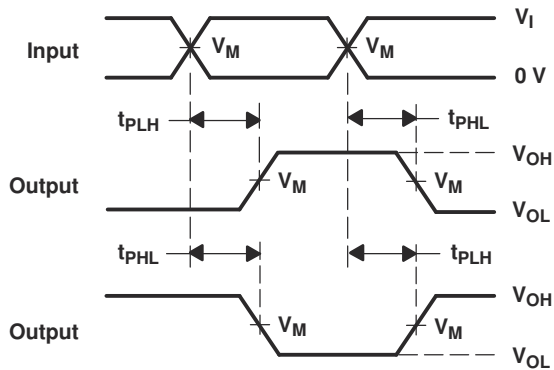 V_I
Input V_M V_M
0 V
t_PLH t_PHL
V_OH
Output V_M V_M
V_OL
t_PHL t_PLH
V_OH
Output V_M V_M
V_OL